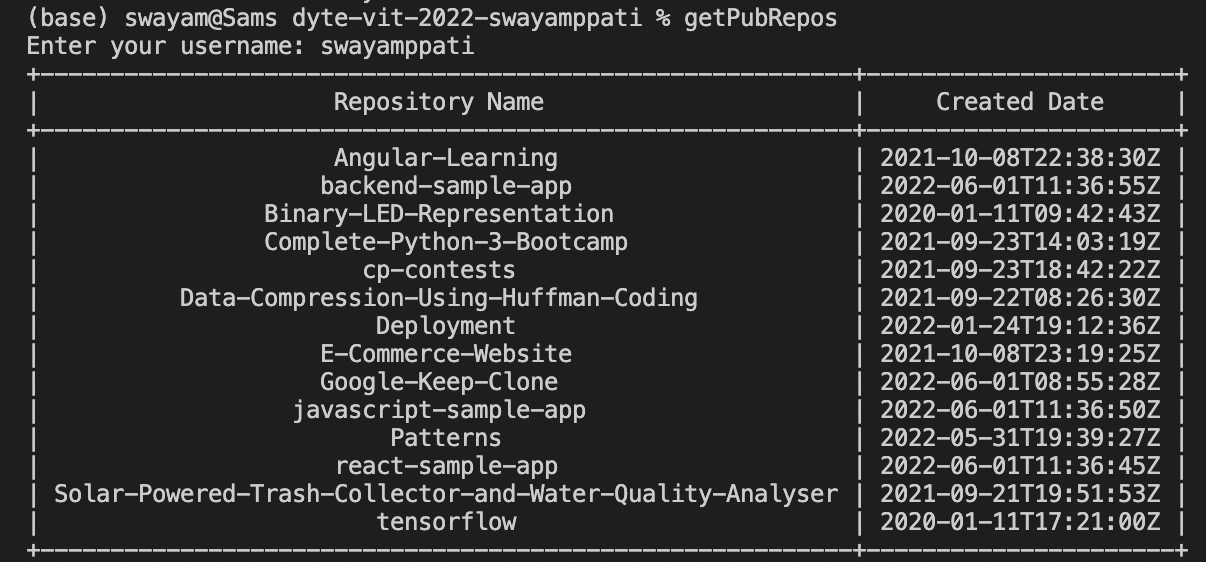 (base) swayam@Sams dyte-vit-2022-swayamppati % getPubRepos
Enter your username: swayamppati
Repository Name | Created Date
Angular-Learning | 2021-10-08T22:38:30Z
backend-sample-app | 2022-06-01T11:36:55Z
Binary-LED-Representation | 2020-01-11T09:42:43Z
Complete-Python-3-Bootcamp | 2021-09-23T14:03:19Z
cp-contests | 2021-09-23T18:42:22Z
Data-Compression-Using-Huffman-Coding | 2021-09-22T08:26:30Z
Deployment | 2022-01-24T19:12:36Z
E-Commerce-Website | 2021-10-08T23:19:25Z
Google-Keep-Clone | 2022-06-01T08:55:28Z
javascript-sample-app | 2022-06-01T11:36:50Z
Patterns | 2022-05-31T19:39:27Z
react-sample-app | 2022-06-01T11:36:45Z
Solar-Powered-Trash-Collector-and-Water-Quality-Analyser | 2021-09-21T19:51:53Z
tensorflow | 2020-01-11T17:21:00Z